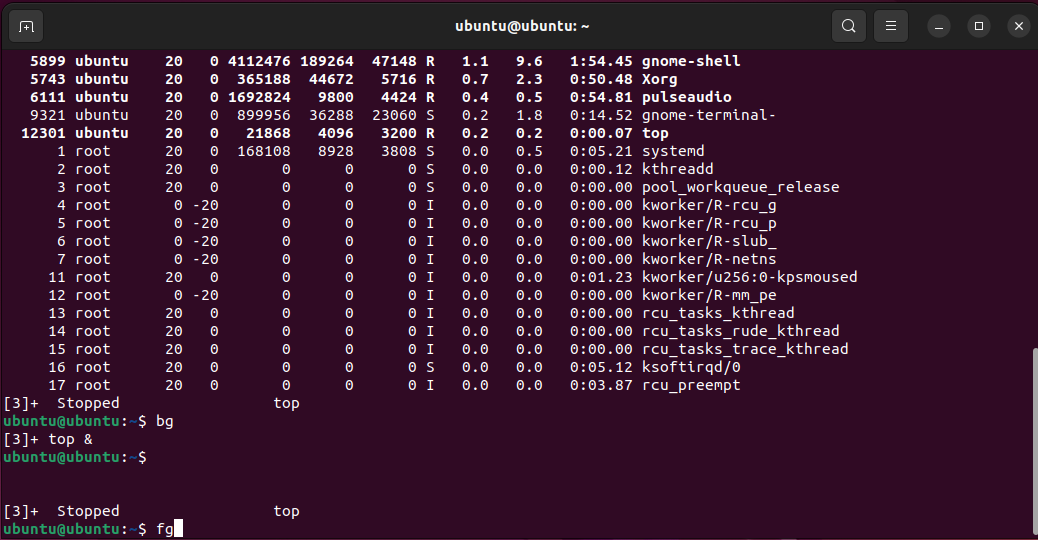 ubuntu@ubuntu: ~
5899 ubuntu 20 0 4112476 189264 47148 R 1.1 9.6 1:54.45 gnome-shell
5743 ubuntu 20 0 365188 44672 5716 R 0.7 2.3 0:50.48 Xorg
6111 ubuntu 20 0 1692824 9800 4424 R 0.4 0.5 0:54.81 pulseaudio
9321 ubuntu 20 0 899956 36288 23060 S 0.2 1.8 0:14.52 gnome-terminal-
12301 ubuntu 20 0 21868 4096 3200 R 0.2 0.2 0:00.07 top
1 root 20 0 168108 8928 3808 S 0.0 0.5 0:05.21 systemd
2 root 20 0 0 0 0 S 0.0 0.0 0:00.12 kthreadd
3 root 20 0 0 0 0 S 0.0 0.0 0:00.00 pool_workqueue_release
4 root 0 -20 0 0 0 I 0.0 0.0 0:00.00 kworker/R-rcu_g
5 root 0 -20 0 0 0 I 0.0 0.0 0:00.00 kworker/R-rcu_p
6 root 0 -20 0 0 0 I 0.0 0.0 0:00.00 kworker/R-slub_
7 root 0 -20 0 0 0 I 0.0 0.0 0:00.00 kworker/R-netns
11 root 20 0 0 0 0 I 0.0 0.0 0:01.23 kworker/u256:0-kpsmoused
12 root 0 -20 0 0 0 I 0.0 0.0 0:00.00 kworker/R-mm_pe
13 root 20 0 0 0 0 I 0.0 0.0 0:00.00 rcu_tasks_kthread
14 root 20 0 0 0 0 I 0.0 0.0 0:00.00 rcu_tasks_rude_kthread
15 root 20 0 0 0 0 I 0.0 0.0 0:00.00 rcu_tasks_trace_kthread
16 root 20 0 0 0 0 S 0.0 0.0 0:05.12 ksoftirqd/0
17 root 20 0 0 0 0 I 0.0 0.0 0:03.87 rcu_preempt
[3]+ Stopped top
ubuntu@ubuntu:~$ bg
[3]+ top &
ubuntu@ubuntu:~$
[3]+ Stopped top
ubuntu@ubuntu:~$ fg